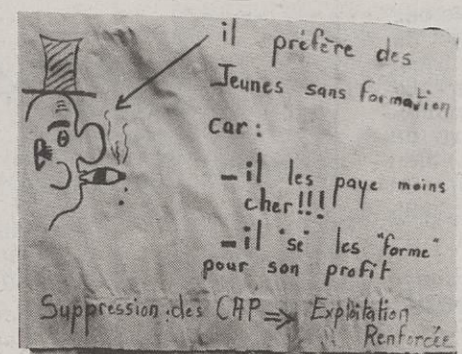 il préfère des
Jeunes sans formation
car :
– il les paye moins
cher!!!
– il "se" les "forme"
pour son profit
Suppression des CAP ⇒ Exploitation
Renforcée